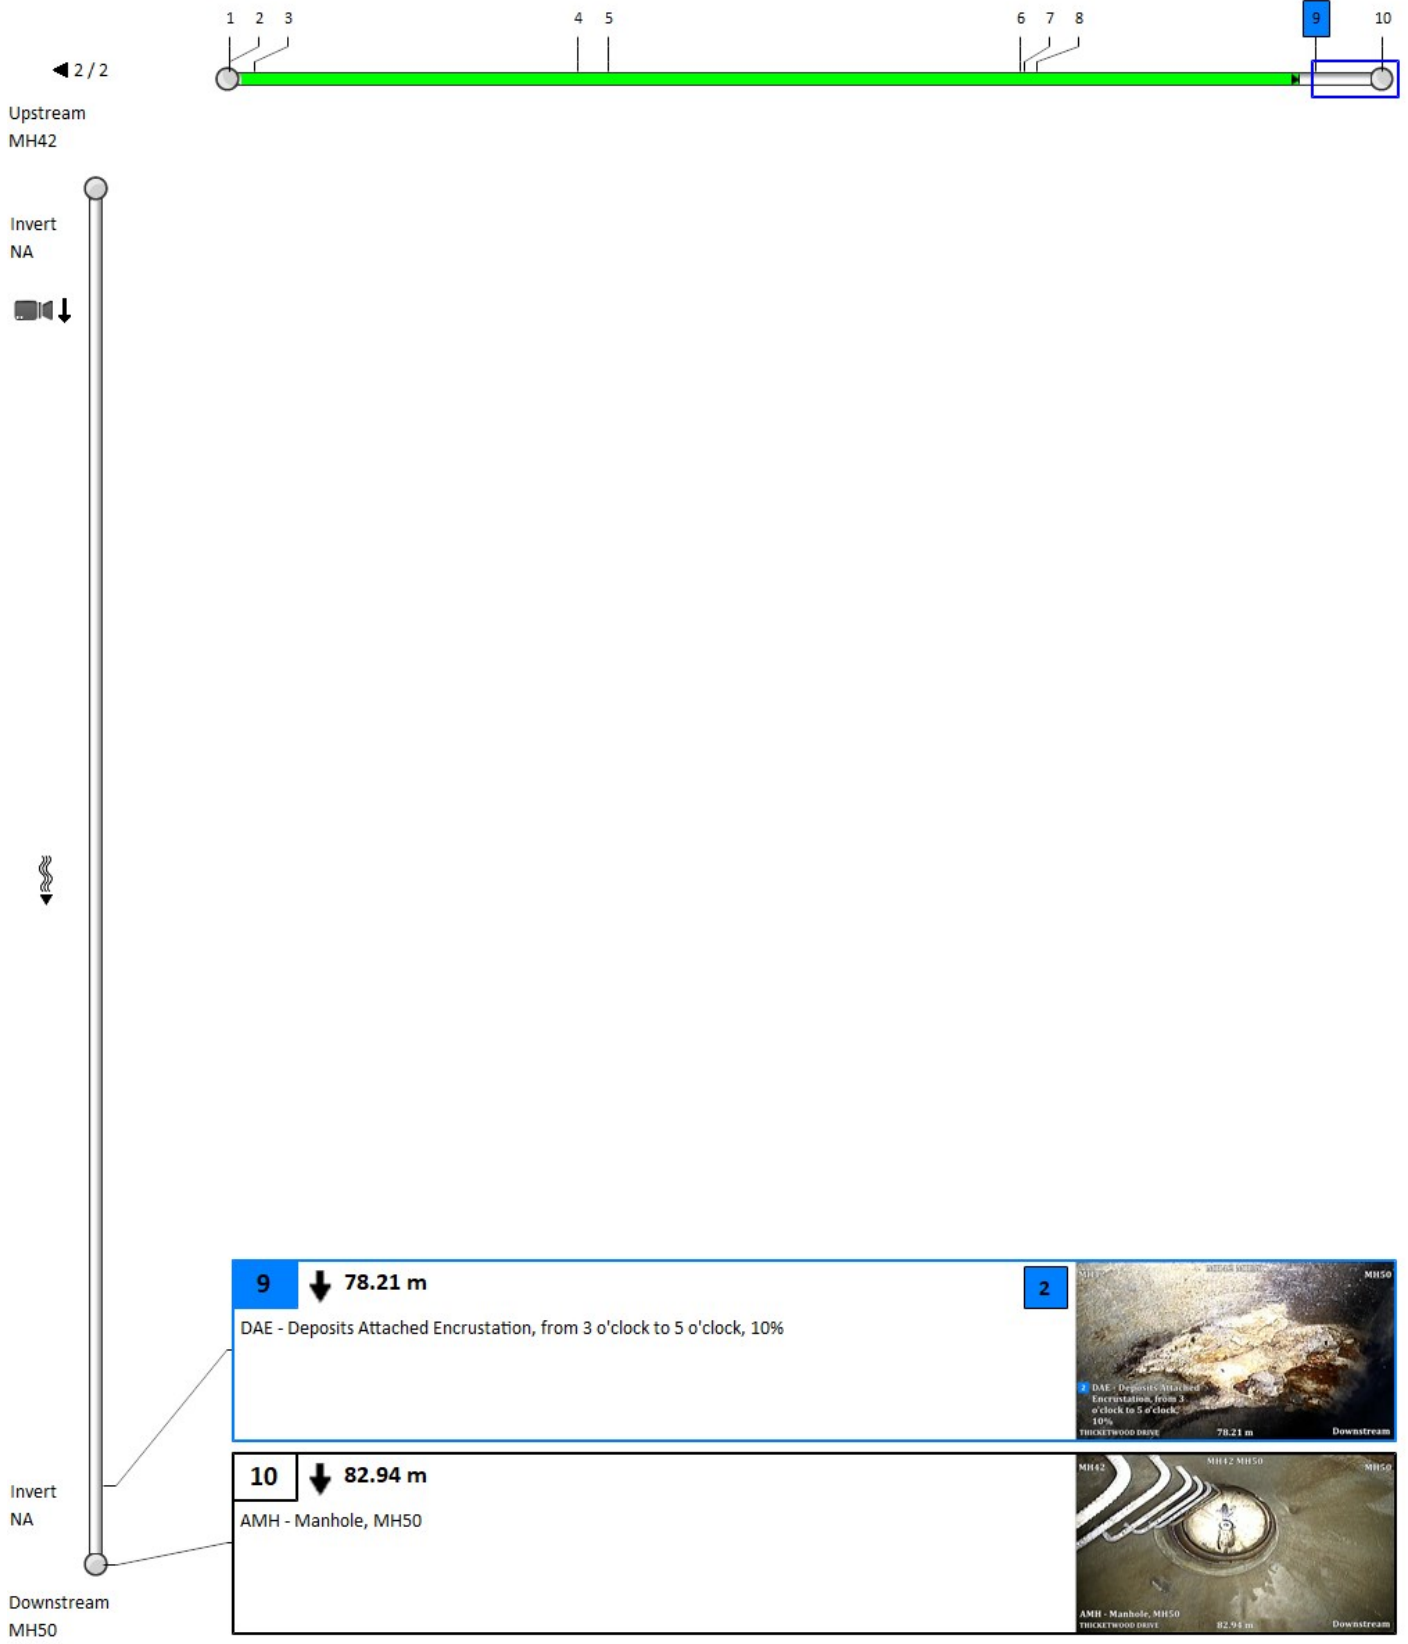 1 2 3 4 5 6 7 8 9 10
2 / 2
Upstream
MH42
Invert
NA
9 78.21 m 2
DAE - Deposits Attached Encrustation, from 3 o'clock to 5 o'clock, 10%
MH50
2 DAE - Deposits Attached
Encrustation, from 3
o'clock to 5 o'clock,
10%
THICKETWOOD DRIVE 78.21 m Downstream
10 82.94 m
AMH - Manhole, MH50
MH42 MH42 MH50 MH50
AMH - Manhole, MH50
THICKETWOOD DRIVE 82.94 m Downstream
Invert
NA
Downstream
MH50